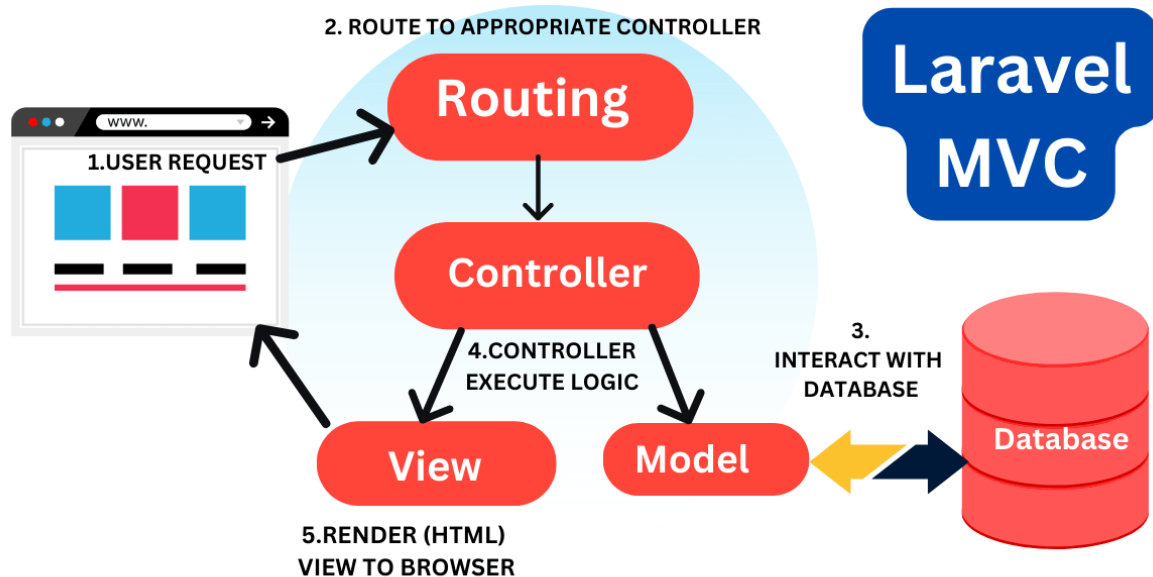 2. ROUTE TO APPROPRIATE CONTROLLER
Laravel
MVC
Routing
www.
1.USER REQUEST
Controller
4.CONTROLLER
EXECUTE LOGIC
3.
INTERACT WITH
DATABASE
Database
View
Model
5.RENDER (HTML)
VIEW TO BROWSER